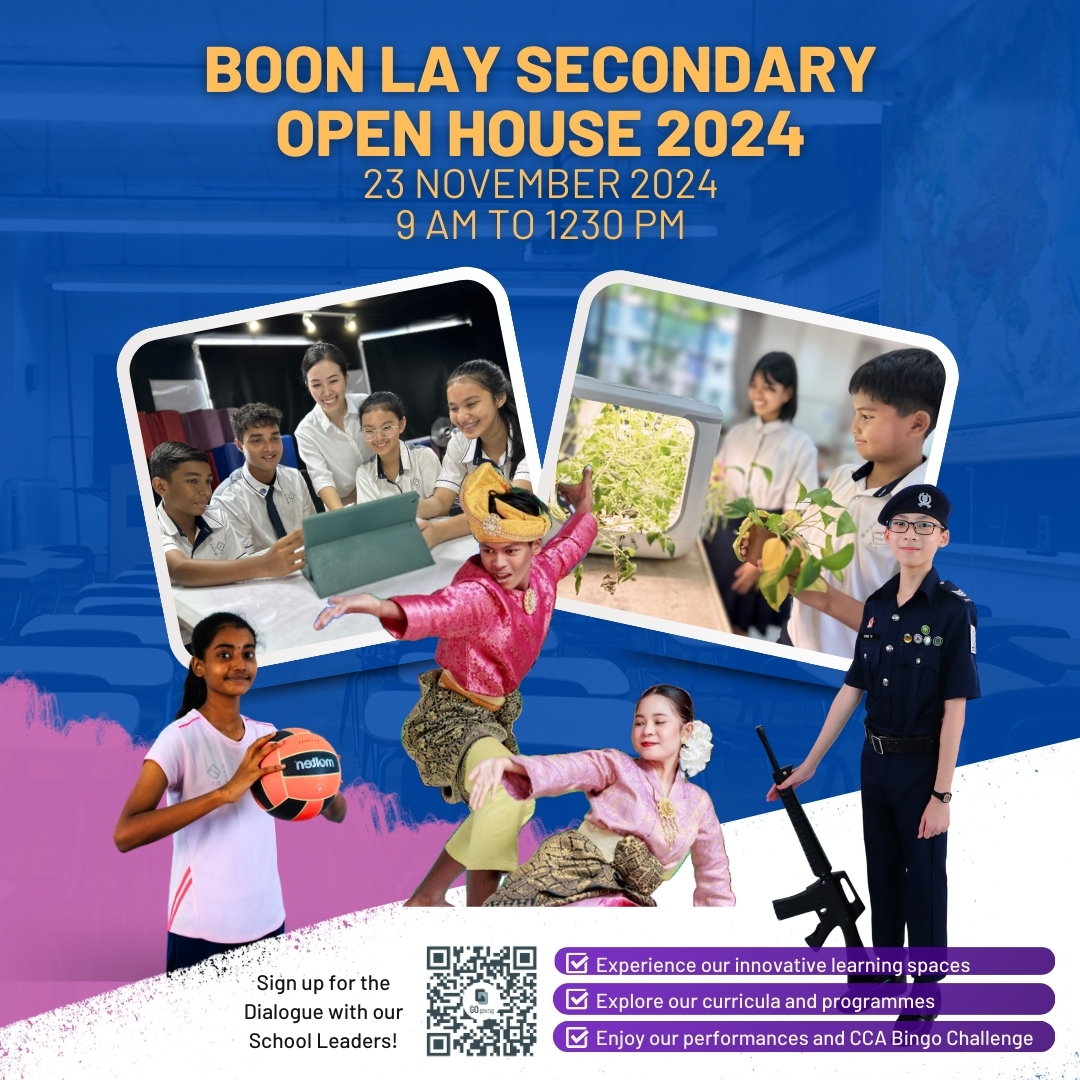 BOON LAY SECONDARY
OPEN HOUSE 2024
23 NOVEMBER 2024
9 AM TO 1230 PM
molten
Sign up for the
Dialogue with our
School Leaders!
GOgov.sg
Experience our innovative learning spaces
Explore our curricula and programmes
Enjoy our performances and CCA Bingo Challenge